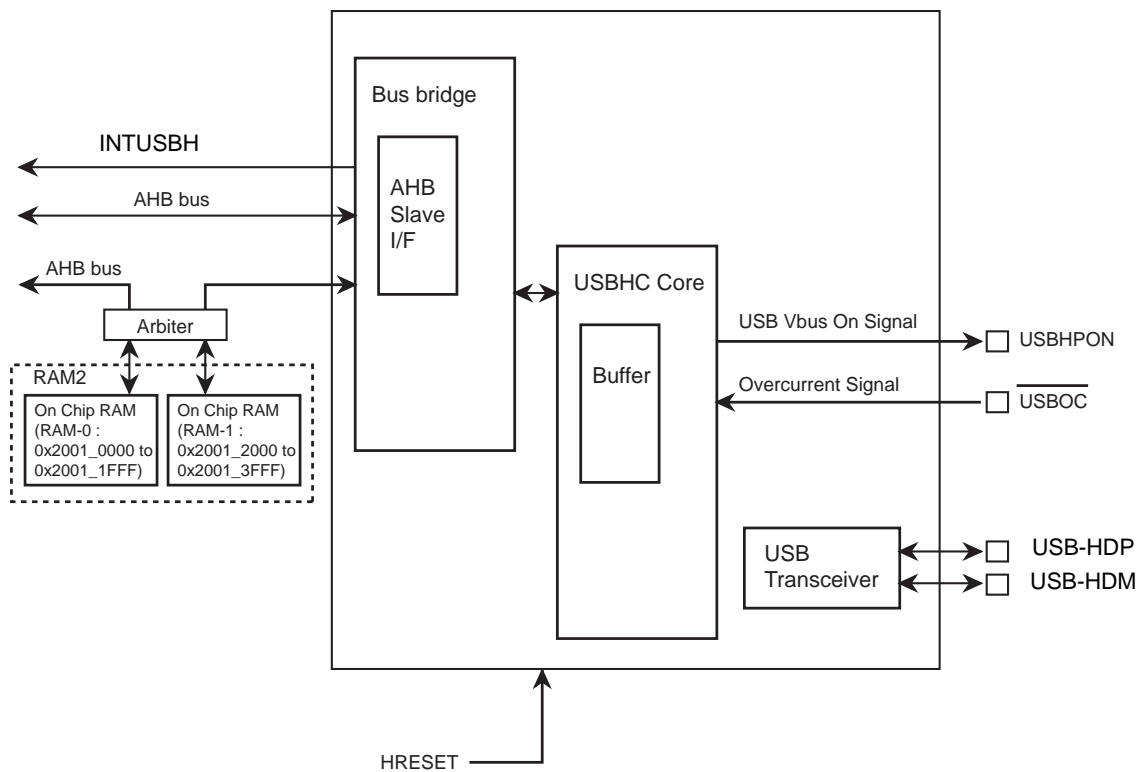 Bus bridge
INTUSBH
AHB
Slave
I/F
AHB bus
AHB bus
Arbiter
RAM2
On Chip RAM
(RAM-0 :
0x2001_0000 to
0x2001_1FFF)
On Chip RAM
(RAM-1 :
0x2001_2000 to
0x2001_3FFF)
USBHC Core
Buffer
USB Vbus On Signal
USBHPON
Overcurrent Signal
USBOC
USB
Transceiver
USB-HDP
USB-HDM
HRESET